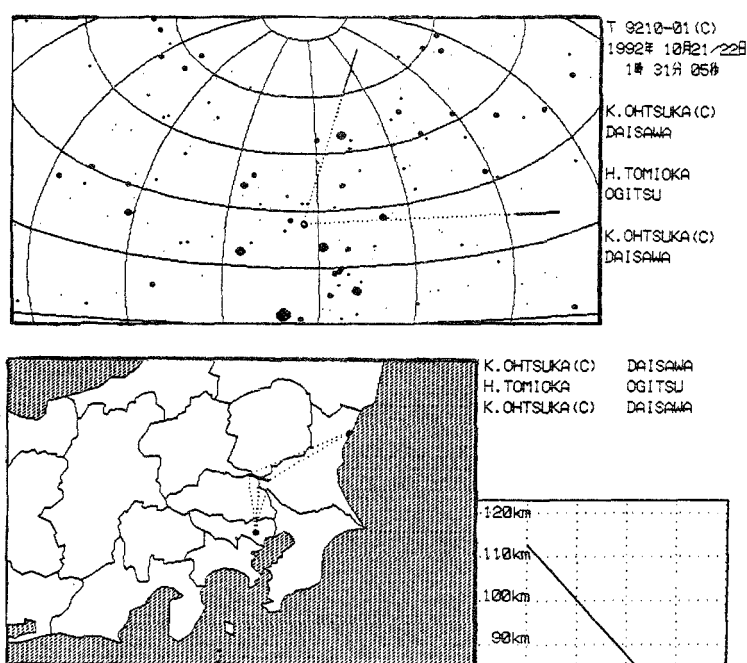 T 9210-01(C)
1992年 10月21/22日
1時 31分 05秒
K.OHTSUKA(C)
DAISAWA
H.TOMIOKA
OGITSU
K.OHTSUKA(C)
DAISAWA
K.OHTSUKA(C) DAISAWA
H.TOMIOKA OGITSU
K.OHTSUKA(C) DAISAWA
120km
110km
100km
90km